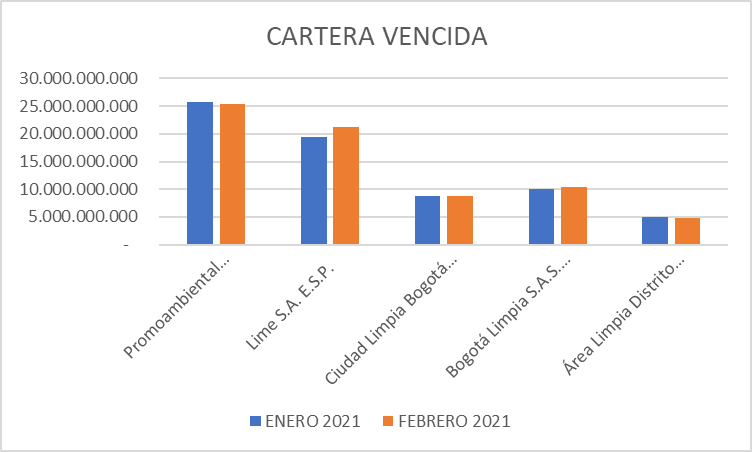 CARTERA VENCIDA
30.000.000.000
25.000.000.000
20.000.000.000
15.000.000.000
10.000.000.000
5.000.000.000
-
Promoambiental...
Lime S.A. E.S.P.
Ciudad Limpia Bogotá...
Bogotá Limpia S.A.S....
Área Limpia Distrito...
ENERO 2021
FEBRERO 2021